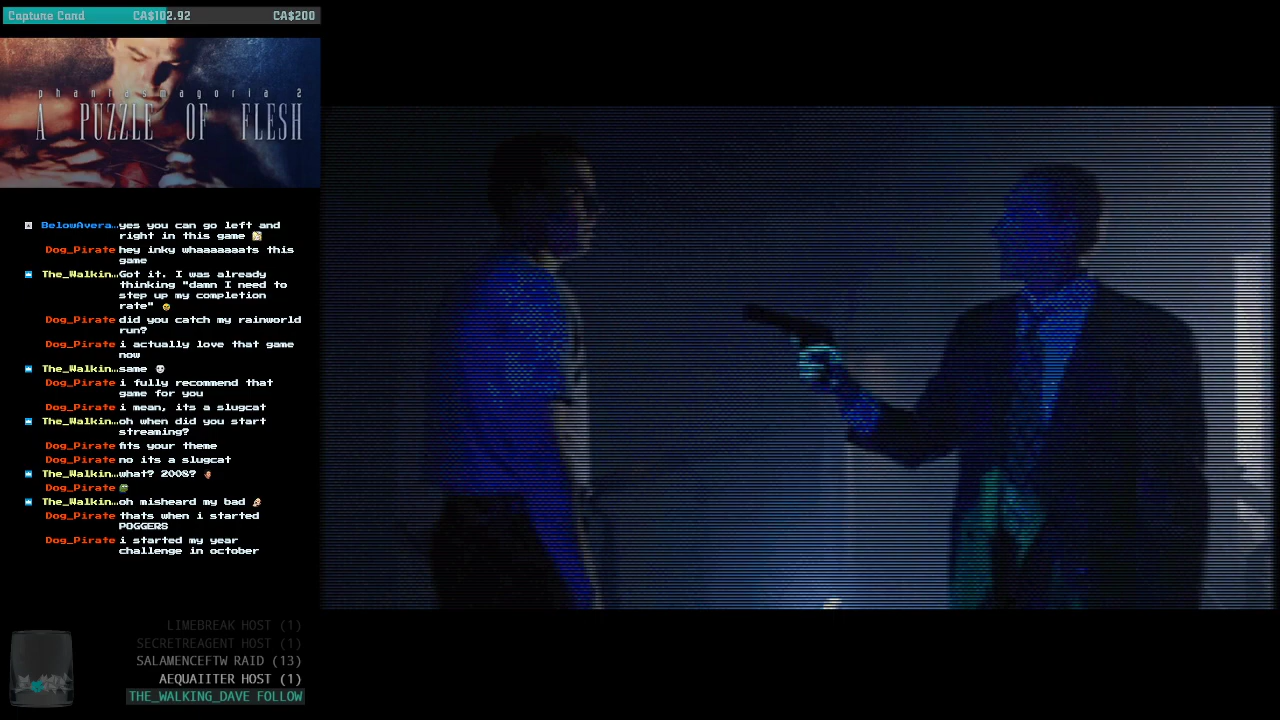 Capture Card CA$102.92 CA$200
phantasmagoria 2
A PUZZLE OF FLESH
BelowAvera… yes you can go left and
right in this game
Dog_Pirate hey inky whaaaaaats this
game
The_Walkin… Got it. I was already
thinking "damn I need to
step up my completion
rate"
Dog_Pirate did you catch my rainworld
run?
Dog_Pirate i actually love that game
now
The_Walkin… same
Dog_Pirate i fully recommend that
game for you
Dog_Pirate i mean, its a slugcat
The_Walkin… oh when did you start
streaming?
Dog_Pirate fits your theme
Dog_Pirate no its a slugcat
The_Walkin… what? 2008?
Dog_Pirate
The_Walkin… oh misheard my bad
Dog_Pirate thats when i started
POGGERS
Dog_Pirate i started my year
challenge in october
LIMEBREAK HOST (1)
SECRETREAGENT HOST (1)
SALAMENCEFTW RAID (13)
AEQUAIITER HOST (1)
THE_WALKING_DAVE FOLLOW